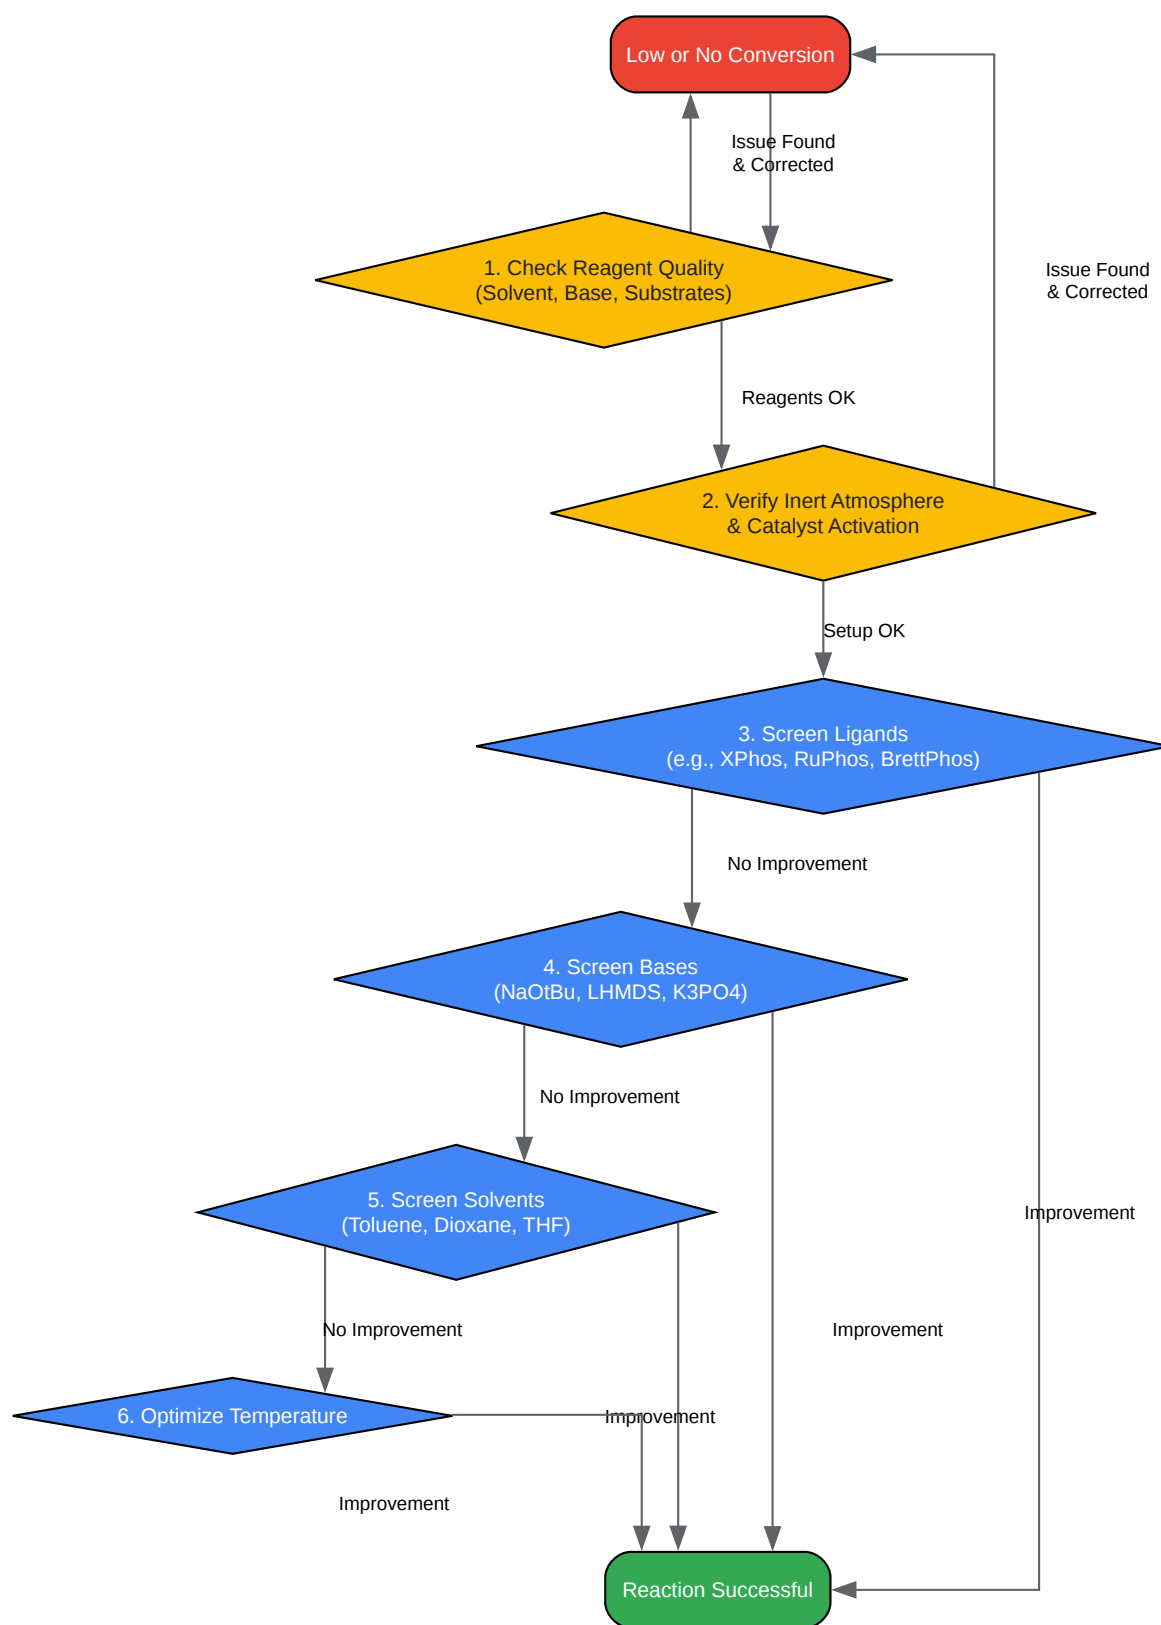 Low or No Conversion
Issue Found
& Corrected
1. Check Reagent Quality
(Solvent, Base, Substrates)
Issue Found
& Corrected
Reagents OK
2. Verify Inert Atmosphere
& Catalyst Activation
Setup OK
3. Screen Ligands
(e.g., XPhos, RuPhos, BrettPhos)
No Improvement
4. Screen Bases
(NaOtBu, LHMDS, K3PO4)
No Improvement
5. Screen Solvents
(Toluene, Dioxane, THF)
Improvement
No Improvement
Improvement
6. Optimize Temperature
Improvement
Improvement
Reaction Successful